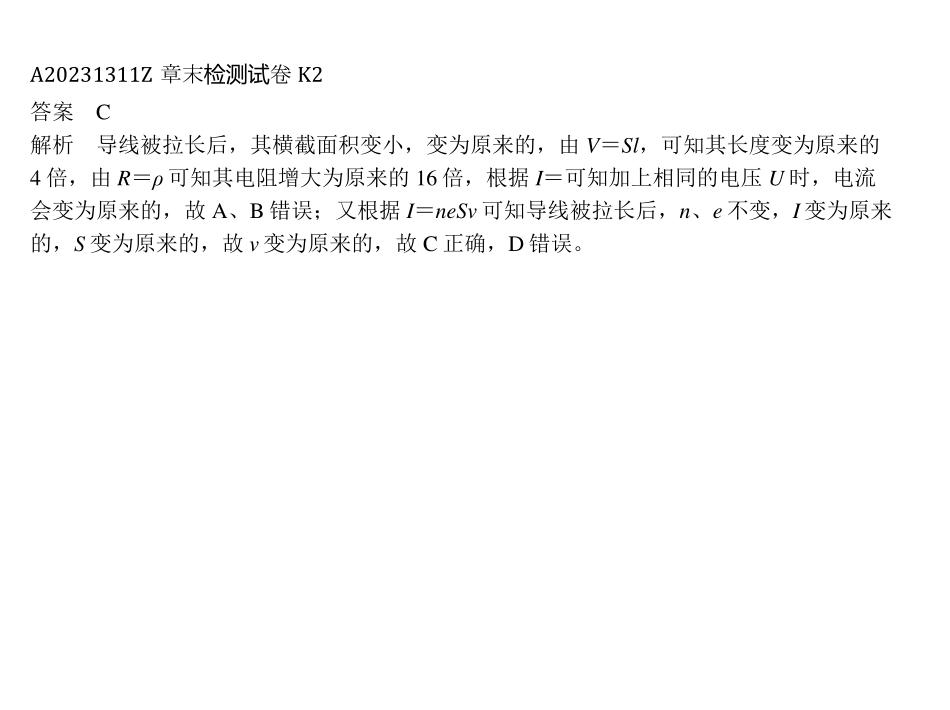 A20231311Z 章末检测试卷 K2
答案　C
解析　导线被拉长后，其横截面积变小，变为原来的，由 V＝Sl，可知其长度变为原来的
4 倍，由 R＝ρ 可知其电阻增大为原来的 16 倍，根据 I＝可知加上相同的电压 U 时，电流
会变为原来的，故 A、B 错误；又根据 I＝neSv 可知导线被拉长后，n、e 不变，I 变为原来
的，S 变为原来的，故 v 变为原来的，故 C 正确，D 错误。